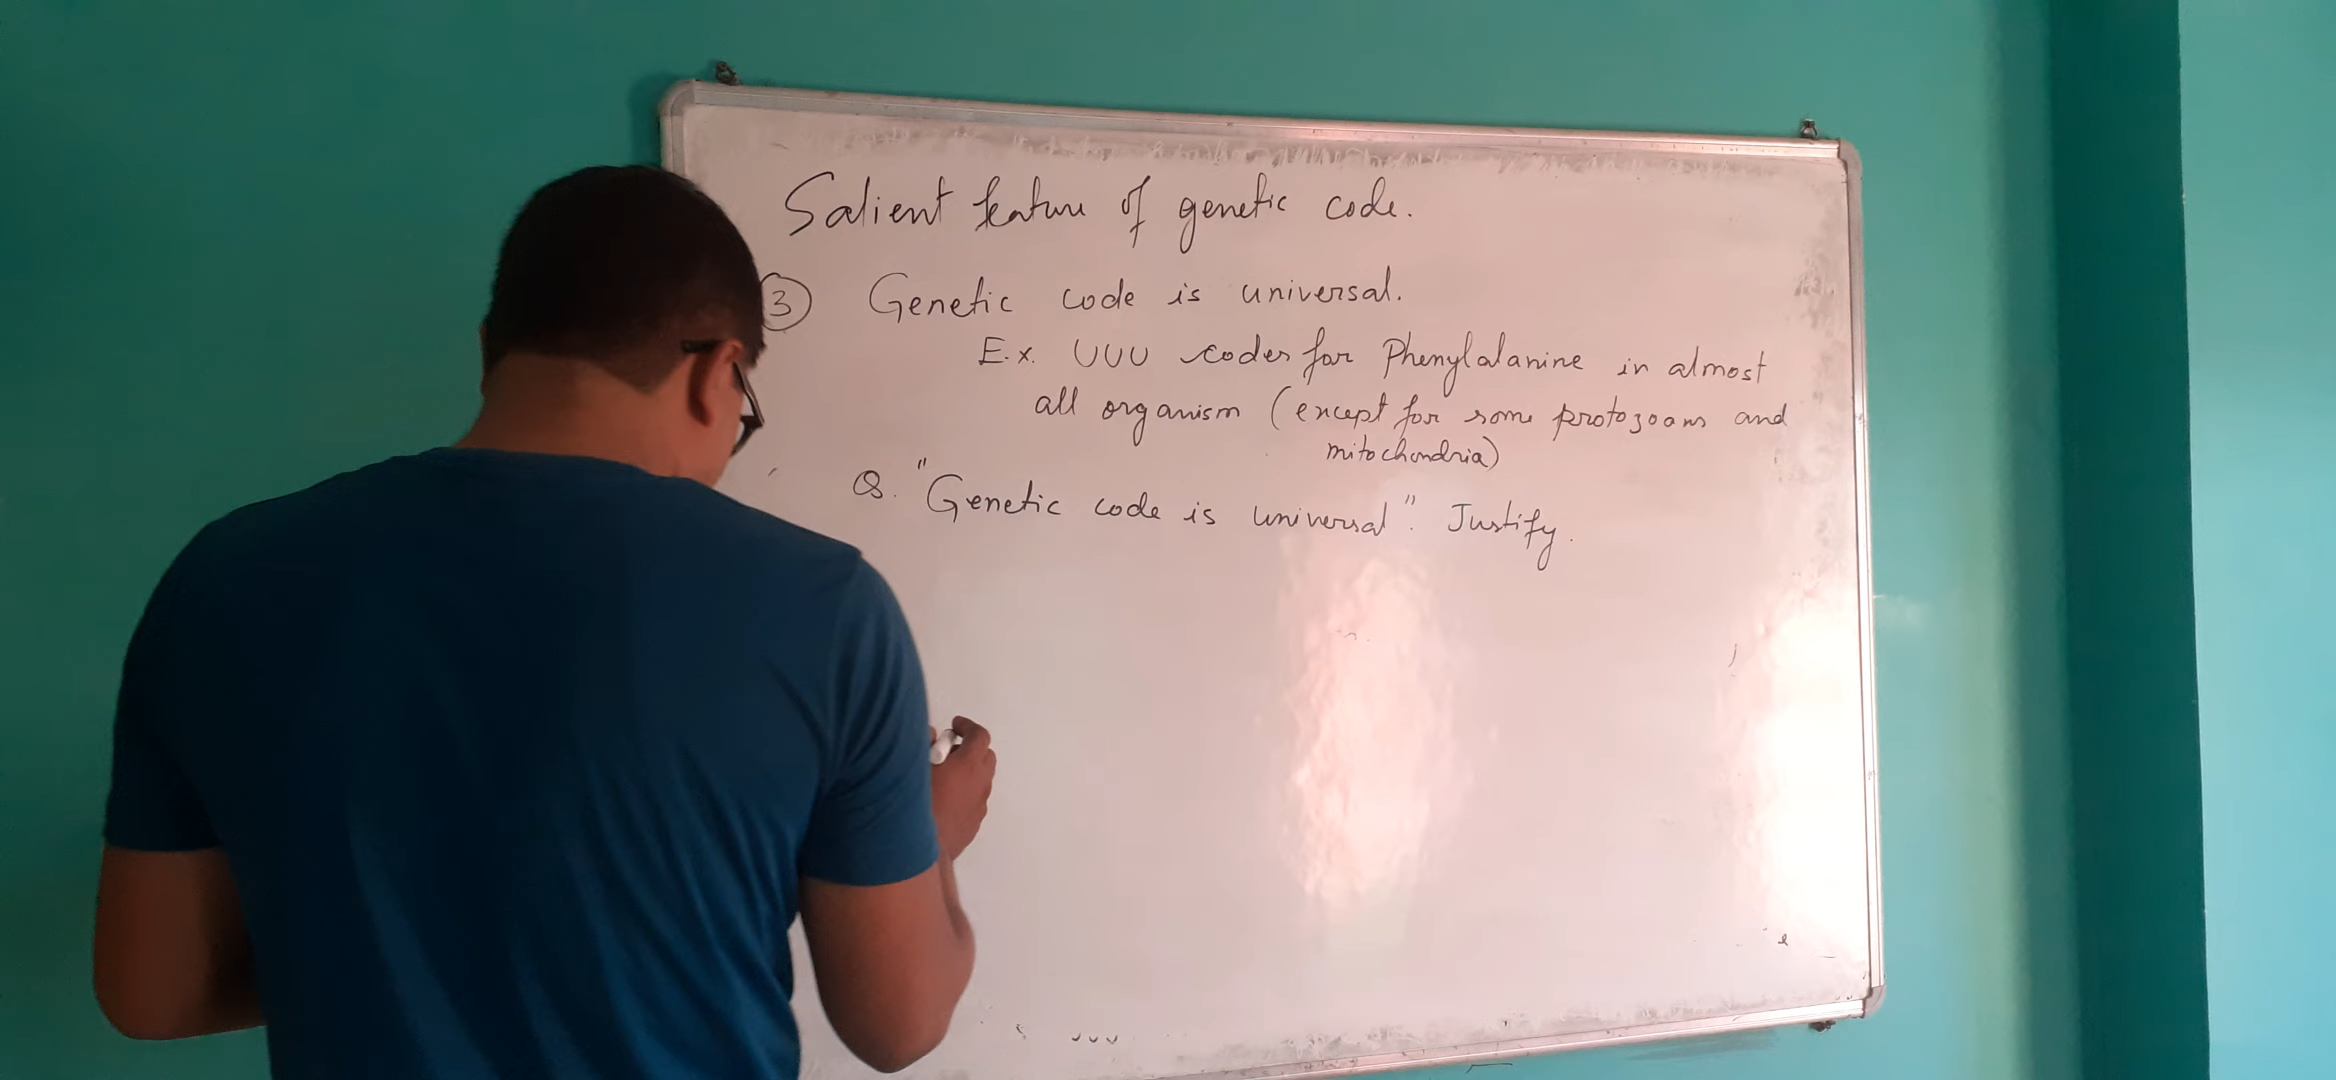 Salient feature of genetic code.
3 Genetic code is universal.
E.x. UUU codes for Phenylalanine in almost
all organism (except for some protozoans and
mitochondria)
Q. "Genetic code is universal". Justify.